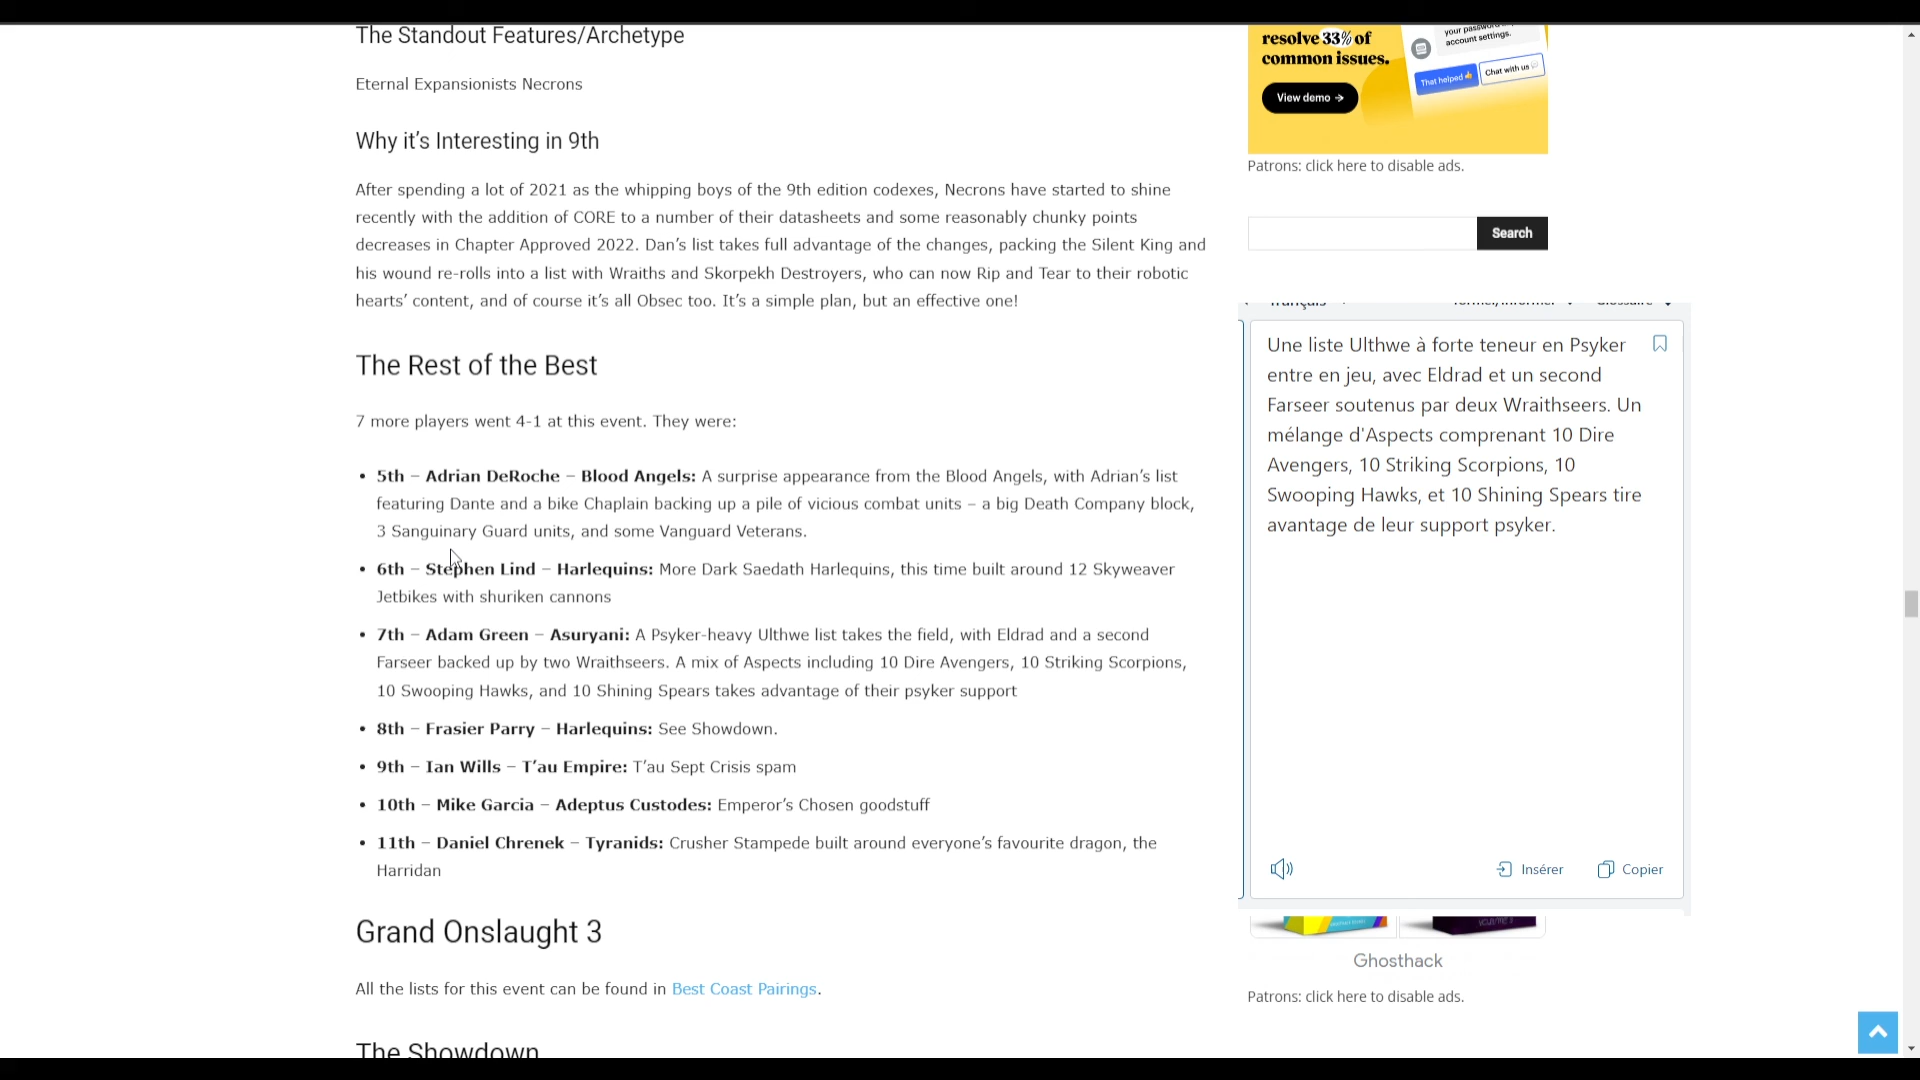 The Standout Features/Archetype
Eternal Expansionists Necrons
Why it's Interesting in 9th
After spending a lot of 2021 as the whipping boys of the 9th edition codexes, Necrons have started to shine
recently with the addition of CORE to a number of their datasheets and some reasonably chunky points
decreases in Chapter Approved 2022. Dan's list takes full advantage of the changes, packing the Silent King and
his wound re-rolls into a list with Wraiths and Skorpekh Destroyers, who can now Rip and Tear to their robotic
hearts' content, and of course it's all Obsec too. It's a simple plan, but an effective one!
The Rest of the Best
7 more players went 4-1 at this event. They were:
• 5th – Adrian DeRoche – Blood Angels: A surprise appearance from the Blood Angels, with Adrian's list
featuring Dante and a bike Chaplain backing up a pile of vicious combat units – a big Death Company block,
3 Sanguinary Guard units, and some Vanguard Veterans.
• 6th – Stephen Lind – Harlequins: More Dark Saedath Harlequins, this time built around 12 Skyweaver
Jetbikes with shuriken cannons
• 7th – Adam Green – Asuryani: A Psyker-heavy Ulthwe list takes the field, with Eldrad and a second
Farseer backed up by two Wraithseers. A mix of Aspects including 10 Dire Avengers, 10 Striking Scorpions,
10 Swooping Hawks, and 10 Shining Spears takes advantage of their psyker support
• 8th – Frasier Parry – Harlequins: See Showdown.
• 9th – Ian Wills – T'au Empire: T'au Sept Crisis spam
• 10th – Mike Garcia – Adeptus Custodes: Emperor's Chosen goodstuff
• 11th – Daniel Chrenek – Tyranids: Crusher Stampede built around everyone's favourite dragon, the
Harridan
Grand Onslaught 3
All the lists for this event can be found in Best Coast Pairings.
The Showdown
resolve 33% of
common issues.
View demo →
your password
account settings.
That helped
Chat with us
Patrons: click here to disable ads.
Search
français
Une liste Ulthwe à forte teneur en Psyker
entre en jeu, avec Eldrad et un second
Farseer soutenus par deux Wraithseers. Un
mélange d'Aspects comprenant 10 Dire
Avengers, 10 Striking Scorpions, 10
Swooping Hawks, et 10 Shining Spears tire
avantage de leur support psyker.
Insérer
Copier
Ghosthack
Patrons: click here to disable ads.